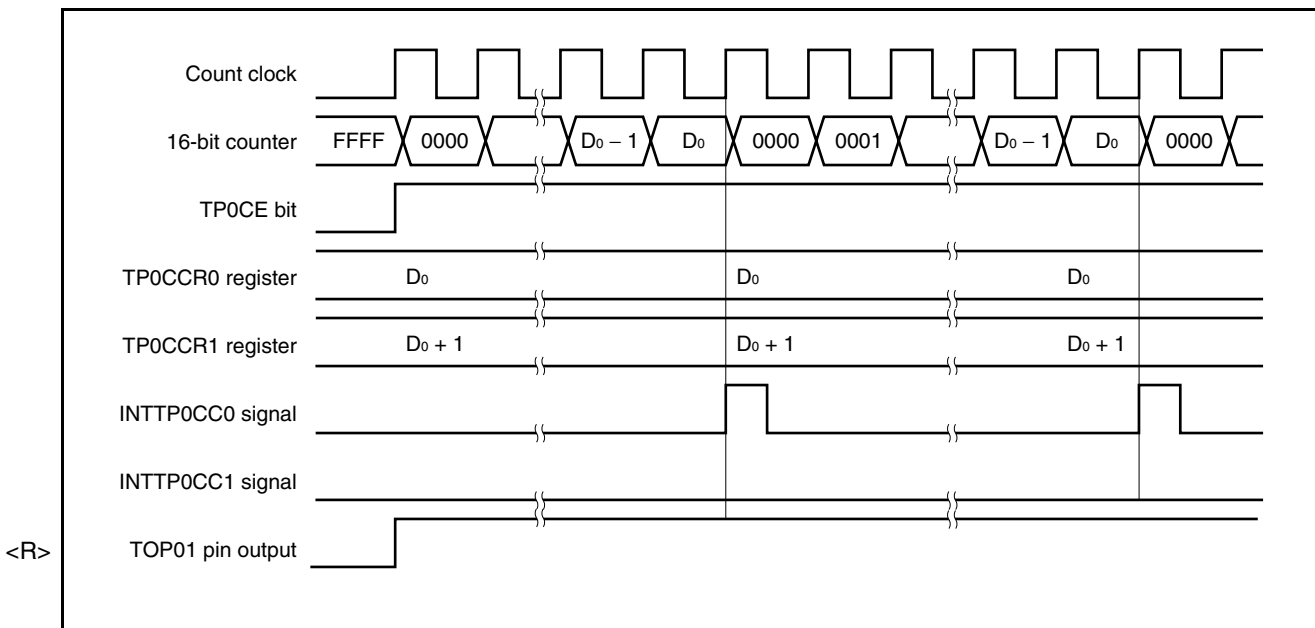 Count clock
16-bit counter FFFF 0000 D₀ − 1 D₀ 0000 0001 D₀ − 1 D₀ 0000
TP0CE bit
TP0CCR0 register D₀ D₀ D₀
TP0CCR1 register D₀ + 1 D₀ + 1 D₀ + 1
INTTP0CC0 signal
INTTP0CC1 signal
<R> TOP01 pin output